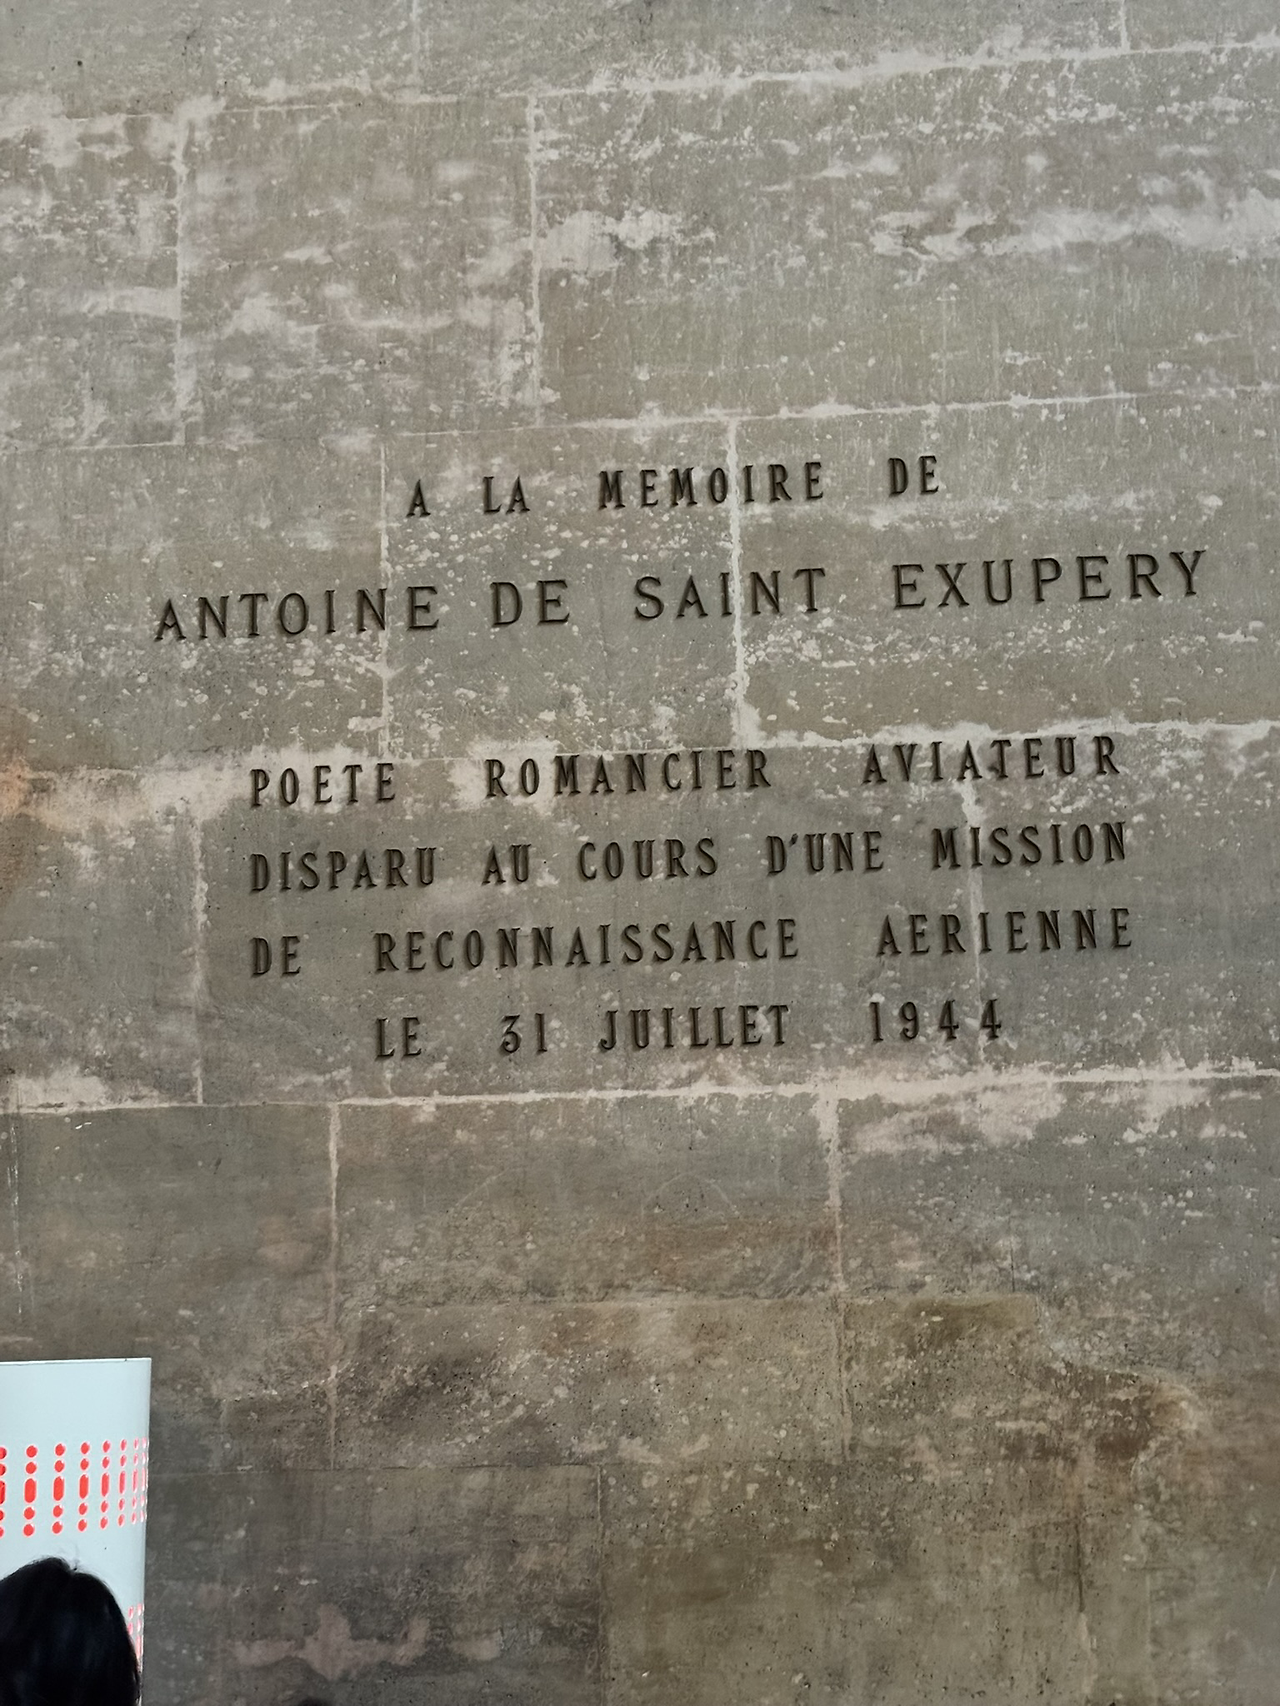 A LA MEMOIRE DE
ANTOINE DE SAINT EXUPERY
POETE ROMANCIER AVIATEUR
DISPARU AU COURS D'UNE MISSION
DE RECONNAISSANCE AERIENNE
LE 31 JUILLET 1944